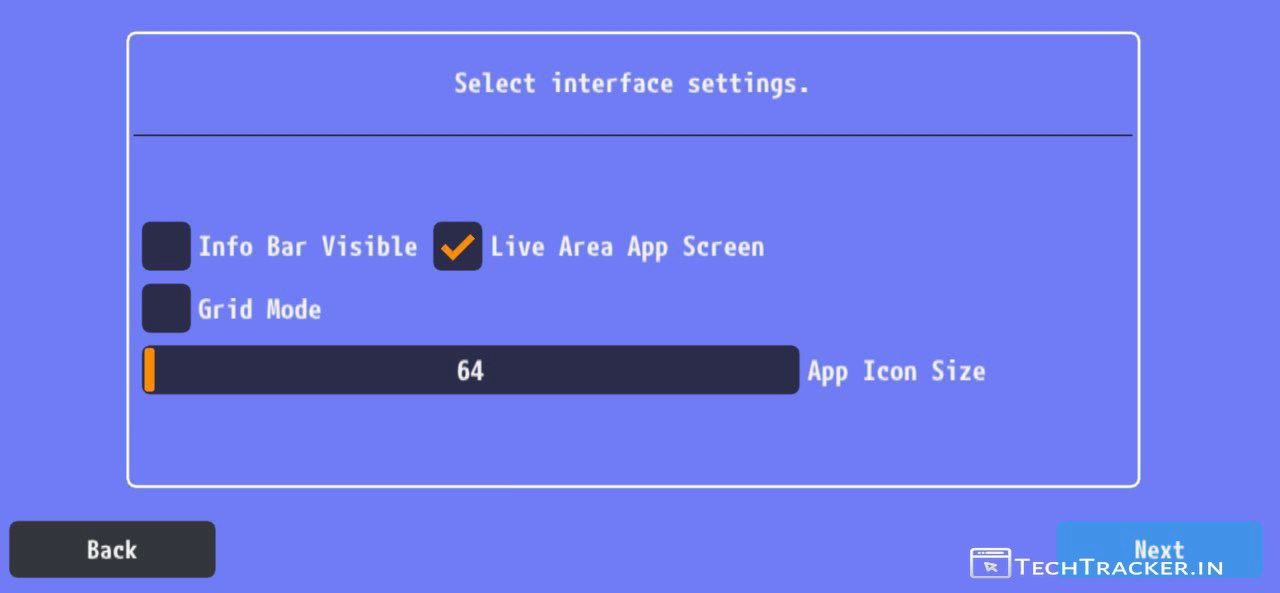 Select interface settings.
Info Bar Visible Live Area App Screen
Grid Mode
64 App Icon Size
Back Next
TECHTRACKER.IN